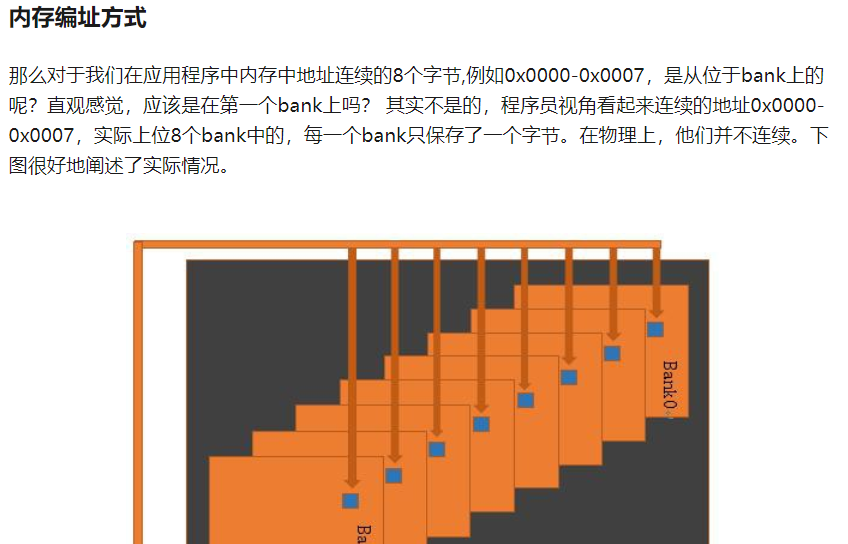 内存编址方式
那么对于我们在应用程序中内存中地址连续的8个字节,例如0x0000-0x0007，是从位于bank上的
呢？直观感觉，应该是在第一个bank上吗？ 其实不是的，程序员视角看起来连续的地址0x0000-
0x0007，实际上位8个bank中的，每一个bank只保存了一个字节。在物理上，他们并不连续。下
图很好地阐述了实际情况。
Bank0